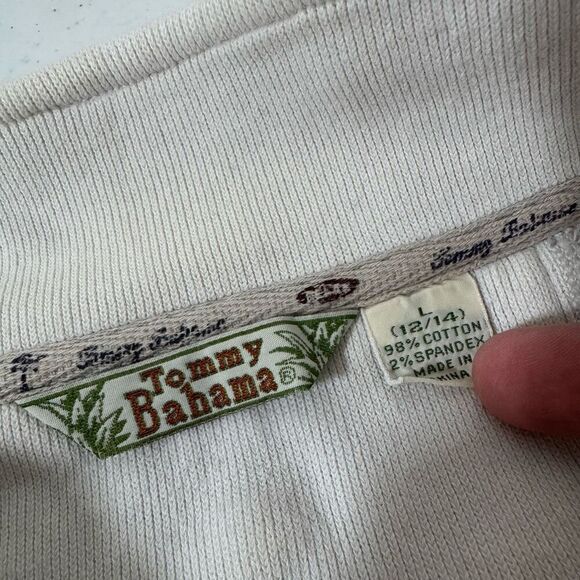 Tommy Bahama
Tommy Bahama
Tommy
Bahama®
L
(12/14)
98% COTTON
2% SPANDEX
MADE IN